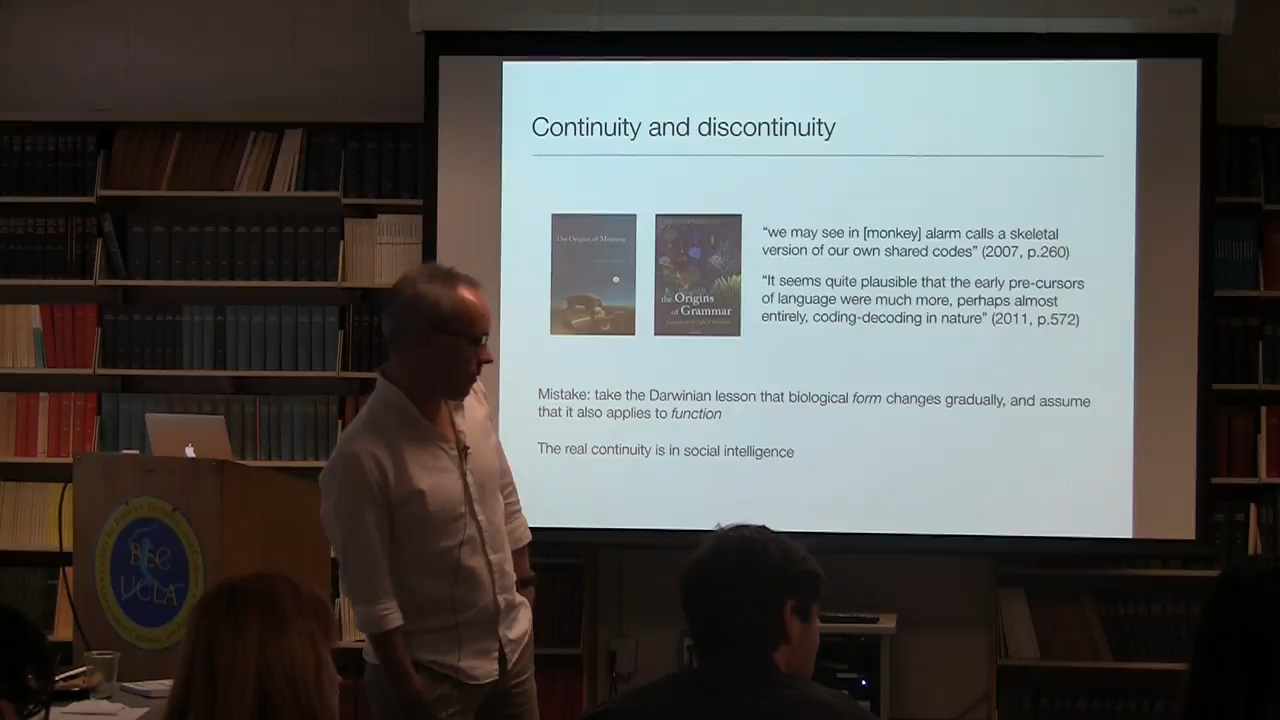 Continuity and discontinuity
The Origins of Meaning
the Origins
of Grammar
“we may see in [monkey] alarm calls a skeletal
version of our own shared codes” (2007, p.260)
“It seems quite plausible that the early pre-cursors
of language were much more, perhaps almost
entirely, coding-decoding in nature” (2011, p.572)
Mistake: take the Darwinian lesson that biological form changes gradually, and assume
that it also applies to function
The real continuity is in social intelligence
BEC
UCLA